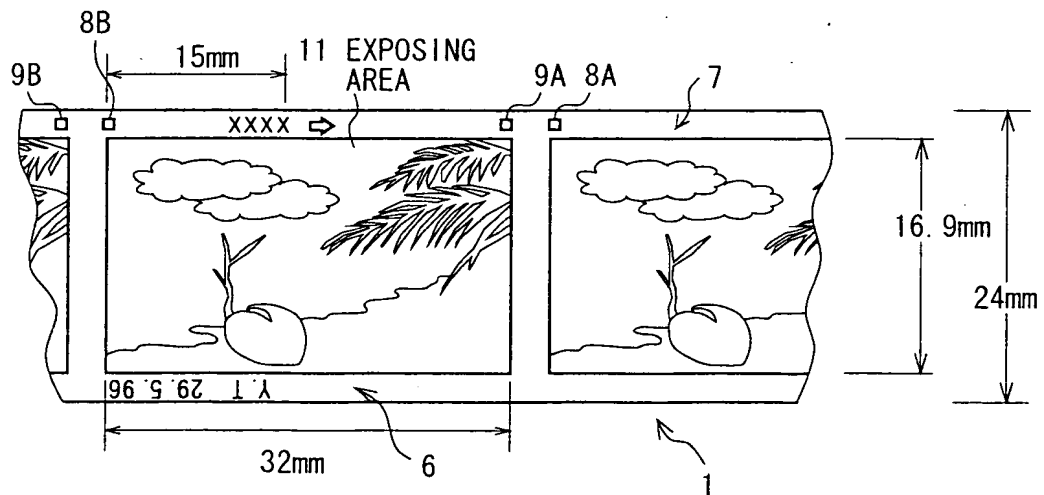 8B
15mm
11 EXPOSING
AREA
9B
9A 8A
7
XXXX ⇨
16.9mm
24mm
Y.T 29.5.96
32mm
6
1